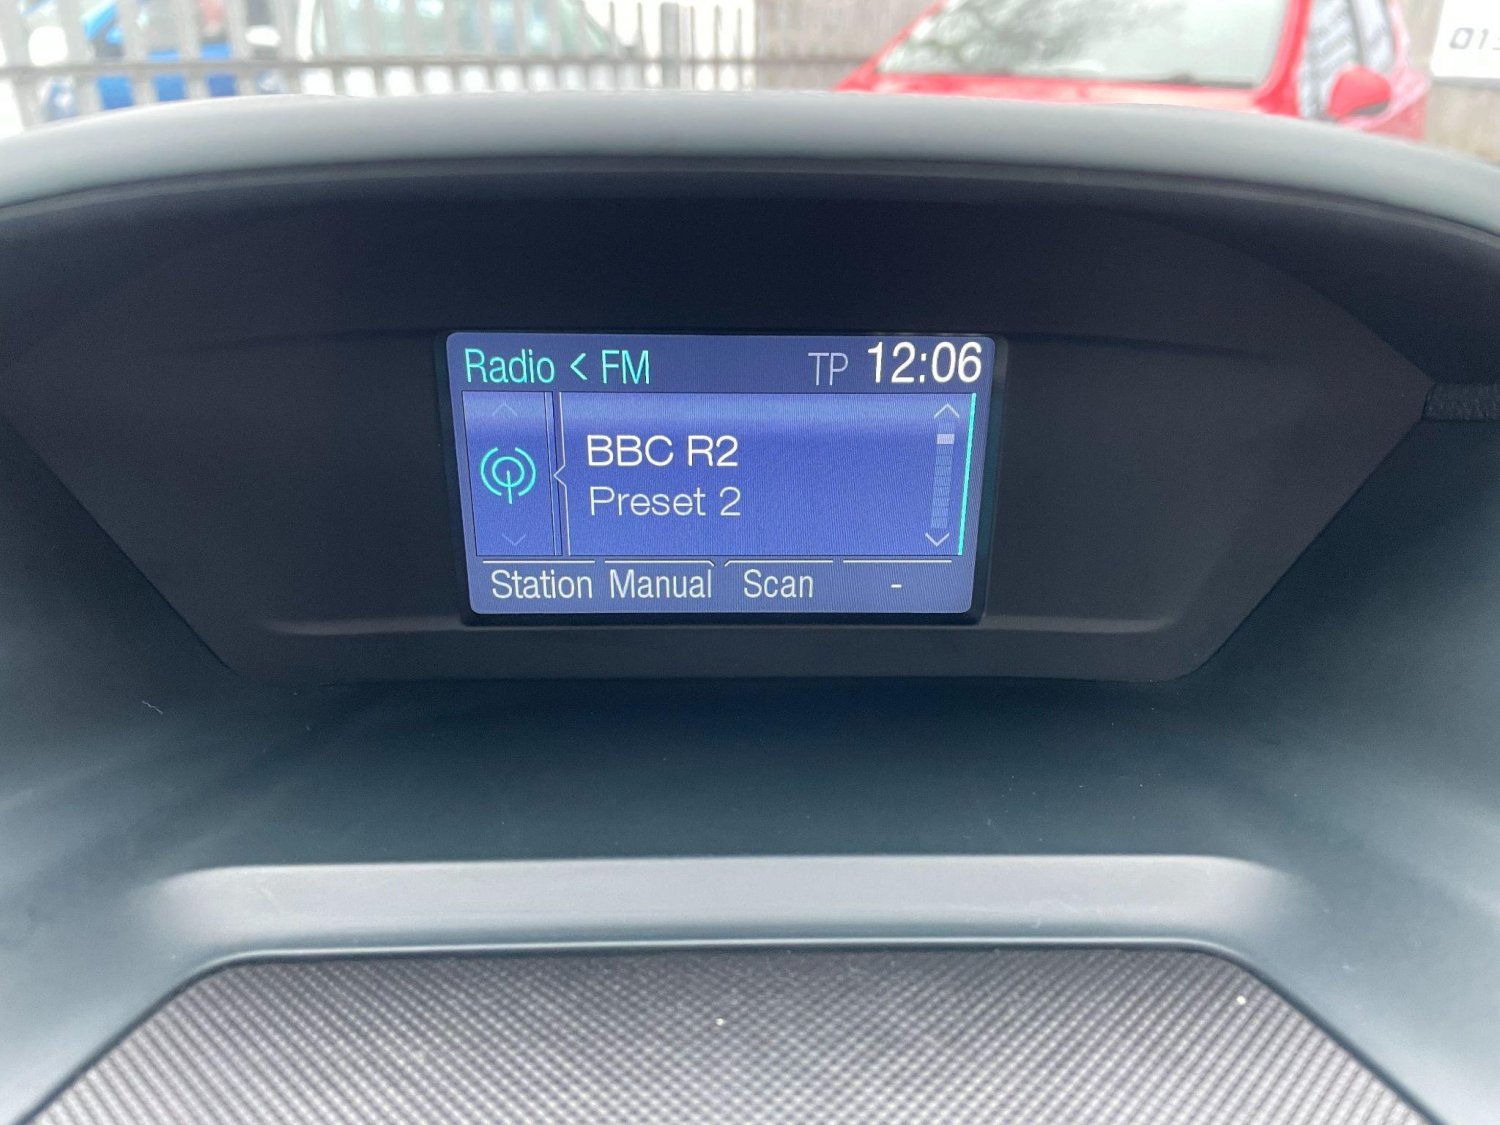 Radio < FM TP 12:06
BBC R2
Preset 2
Station Manual Scan -